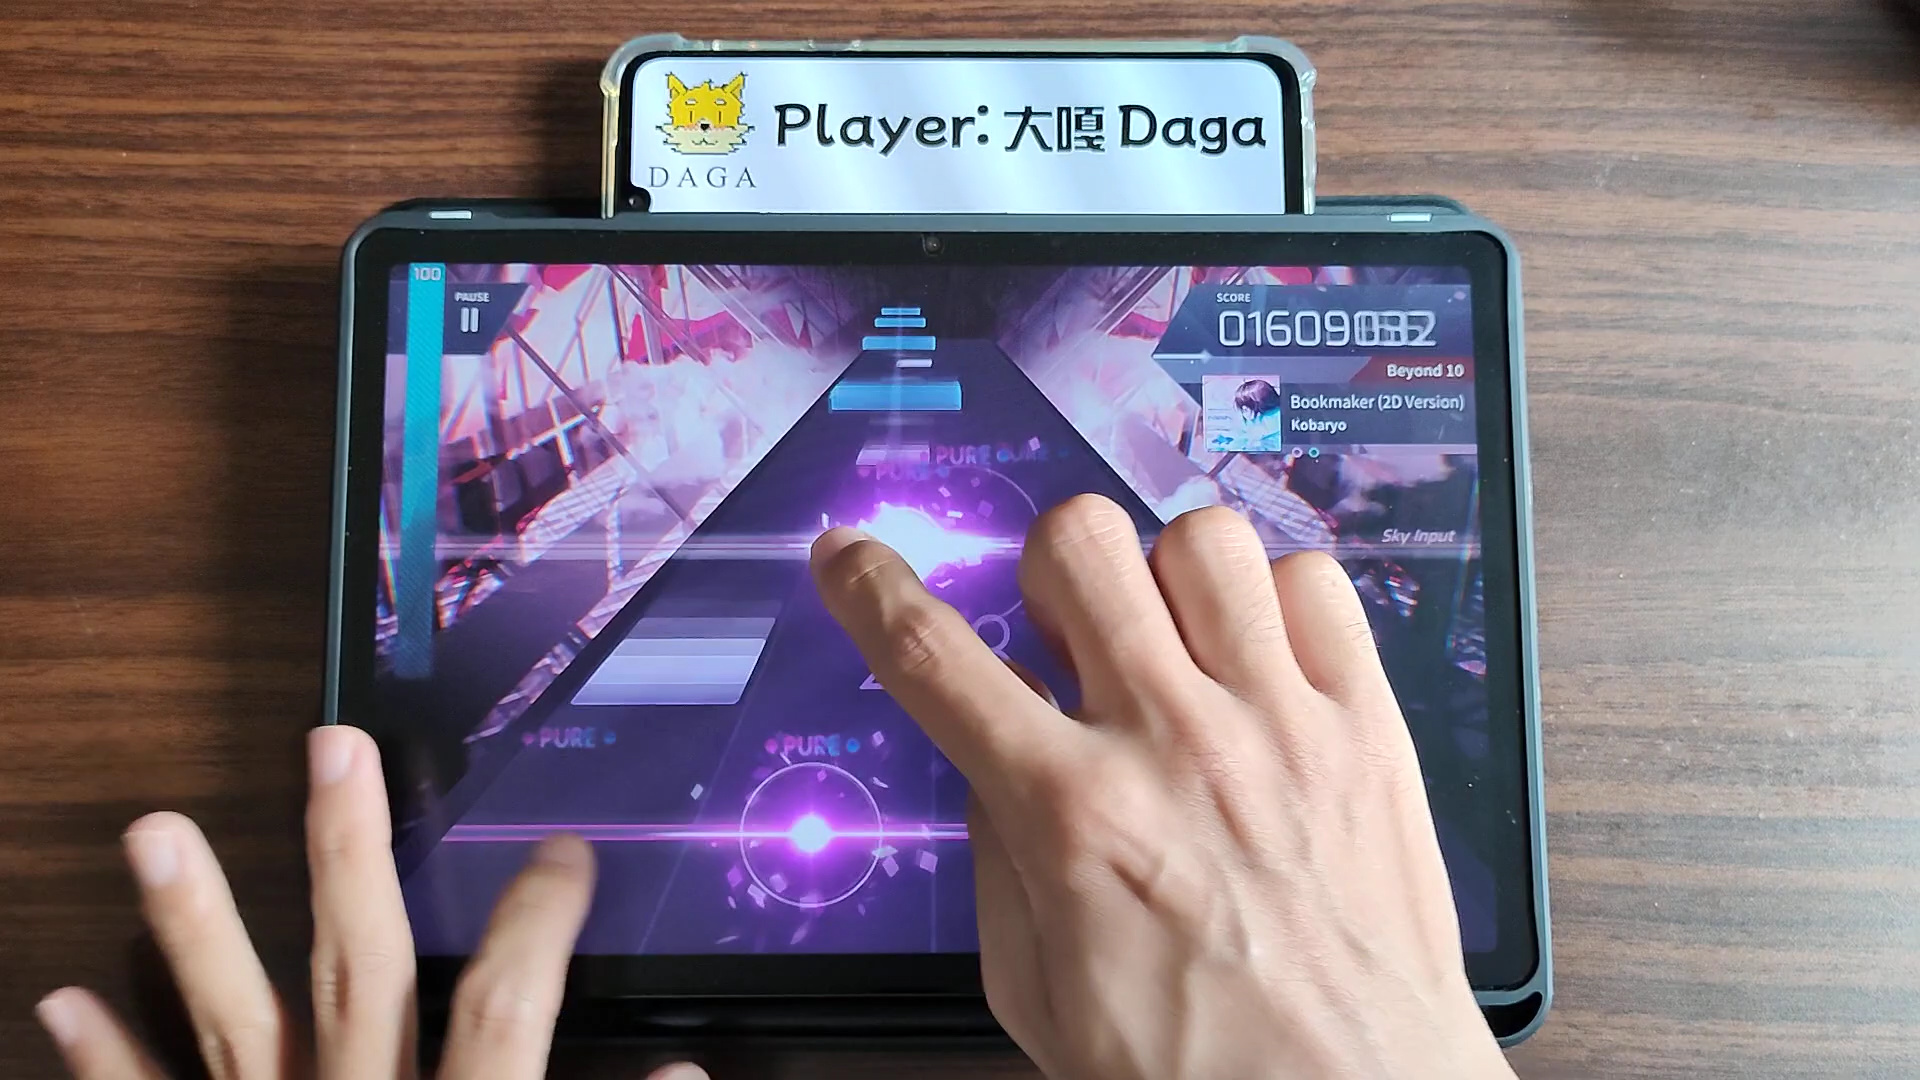 Player: 大嘎 Daga
DAGA
100
PAUSE
SCORE
Beyond 10
Bookmaker (2D Version)
Kobaryo
PURE
PURE
Sky Input
PURE
PURE